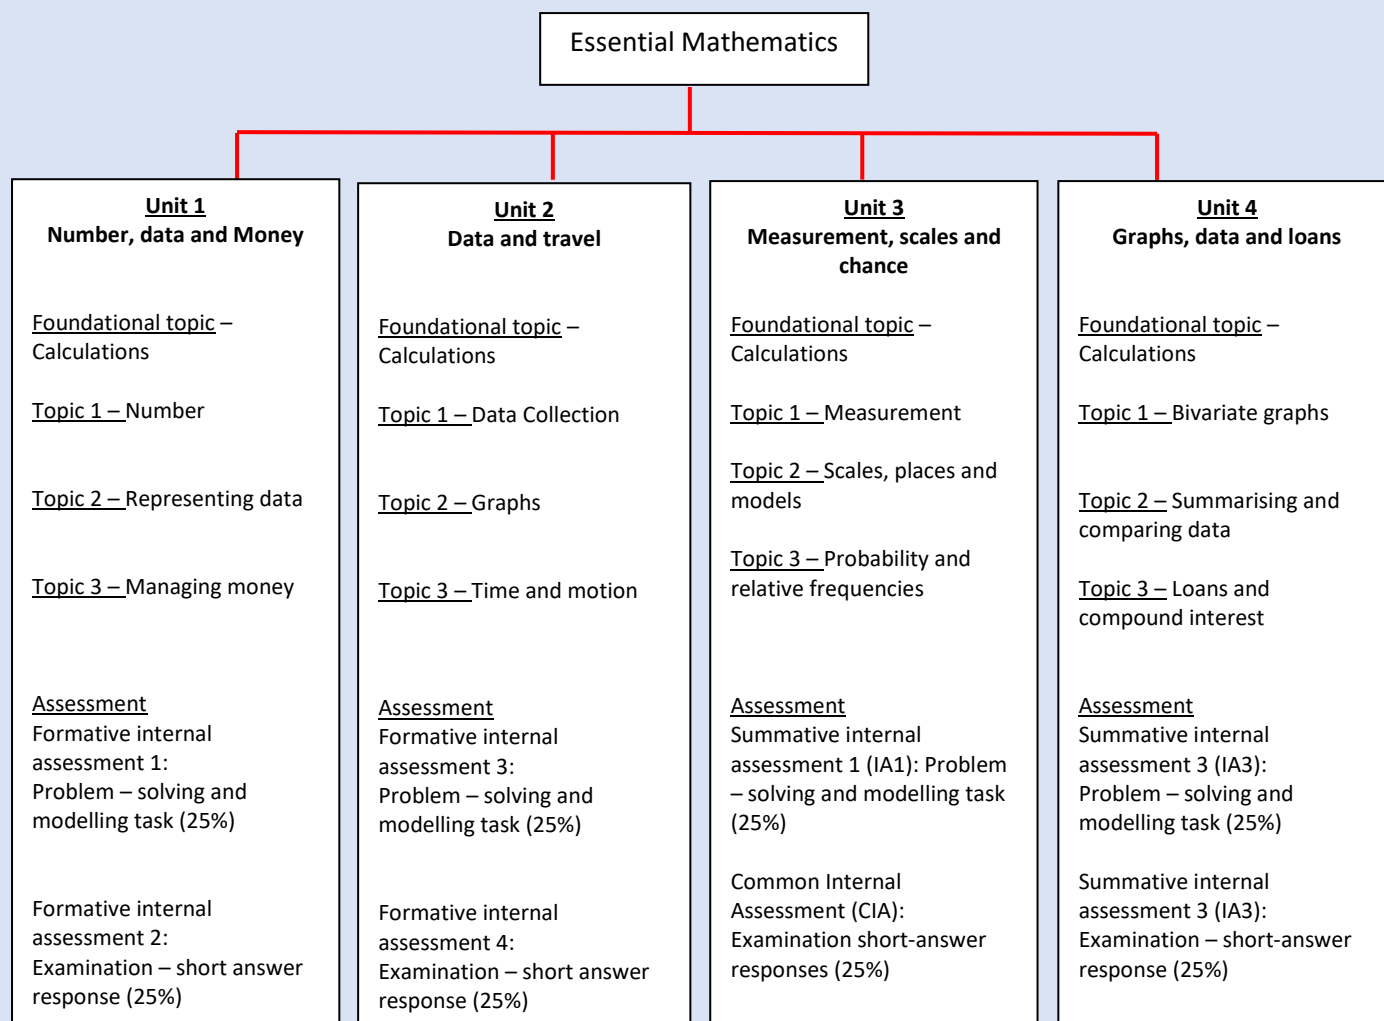 Essential Mathematics
Unit 1
Number, data and Money
Foundational topic –
Calculations
Topic 1 – Number
Topic 2 – Representing data
Topic 3 – Managing money
Assessment
Formative internal
assessment 1:
Problem – solving and
modelling task (25%)
Formative internal
assessment 2:
Examination – short answer
response (25%)
Unit 2
Data and travel
Foundational topic –
Calculations
Topic 1 – Data Collection
Topic 2 – Graphs
Topic 3 – Time and motion
Assessment
Formative internal
assessment 3:
Problem – solving and
modelling task (25%)
Formative internal
assessment 4:
Examination – short answer
response (25%)
Unit 3
Measurement, scales and
chance
Foundational topic –
Calculations
Topic 1 – Measurement
Topic 2 – Scales, places and
models
Topic 3 – Probability and
relative frequencies
Assessment
Summative internal
assessment 1 (IA1): Problem
– solving and modelling task
(25%)
Common Internal
Assessment (CIA):
Examination short-answer
responses (25%)
Unit 4
Graphs, data and loans
Foundational topic –
Calculations
Topic 1 – Bivariate graphs
Topic 2 – Summarising and
comparing data
Topic 3 – Loans and
compound interest
Assessment
Summative internal
assessment 3 (IA3):
Problem – solving and
modelling task (25%)
Summative internal
assessment 3 (IA3):
Examination – short-answer
response (25%)